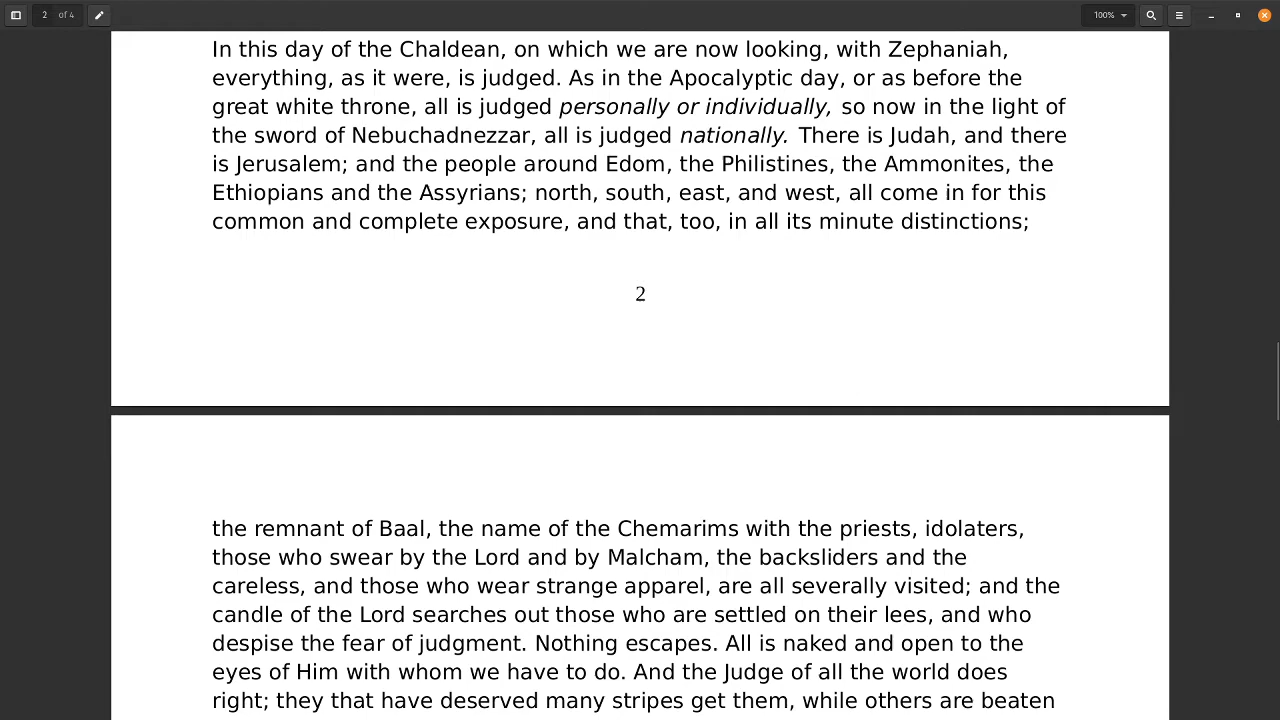 2 of 4
100%
In this day of the Chaldean, on which we are now looking, with Zephaniah,
everything, as it were, is judged. As in the Apocalyptic day, or as before the
great white throne, all is judged personally or individually, so now in the light of
the sword of Nebuchadnezzar, all is judged nationally. There is Judah, and there
is Jerusalem; and the people around Edom, the Philistines, the Ammonites, the
Ethiopians and the Assyrians; north, south, east, and west, all come in for this
common and complete exposure, and that, too, in all its minute distinctions;
2
the remnant of Baal, the name of the Chemarims with the priests, idolaters,
those who swear by the Lord and by Malcham, the backsliders and the
careless, and those who wear strange apparel, are all severally visited; and the
candle of the Lord searches out those who are settled on their lees, and who
despise the fear of judgment. Nothing escapes. All is naked and open to the
eyes of Him with whom we have to do. And the Judge of all the world does
right; they that have deserved many stripes get them, while others are beaten